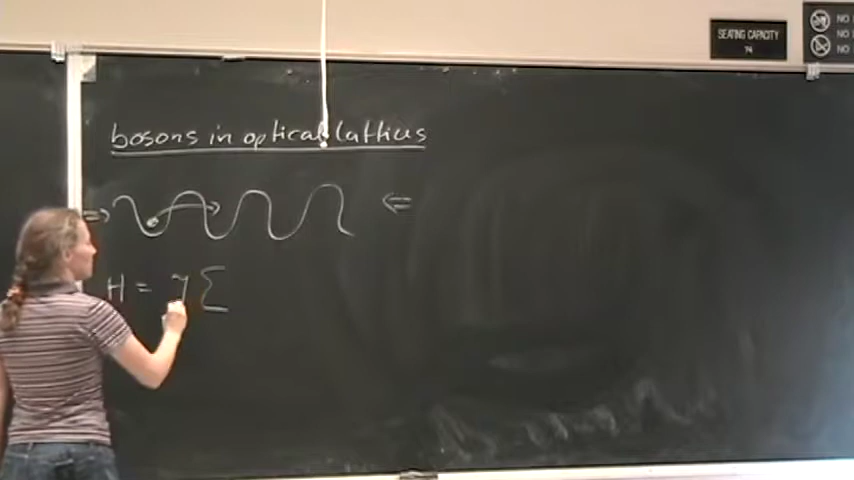 SEATING CAPACITY
74
NO
NO
NO
bosons in optical lattices
H = J Σ